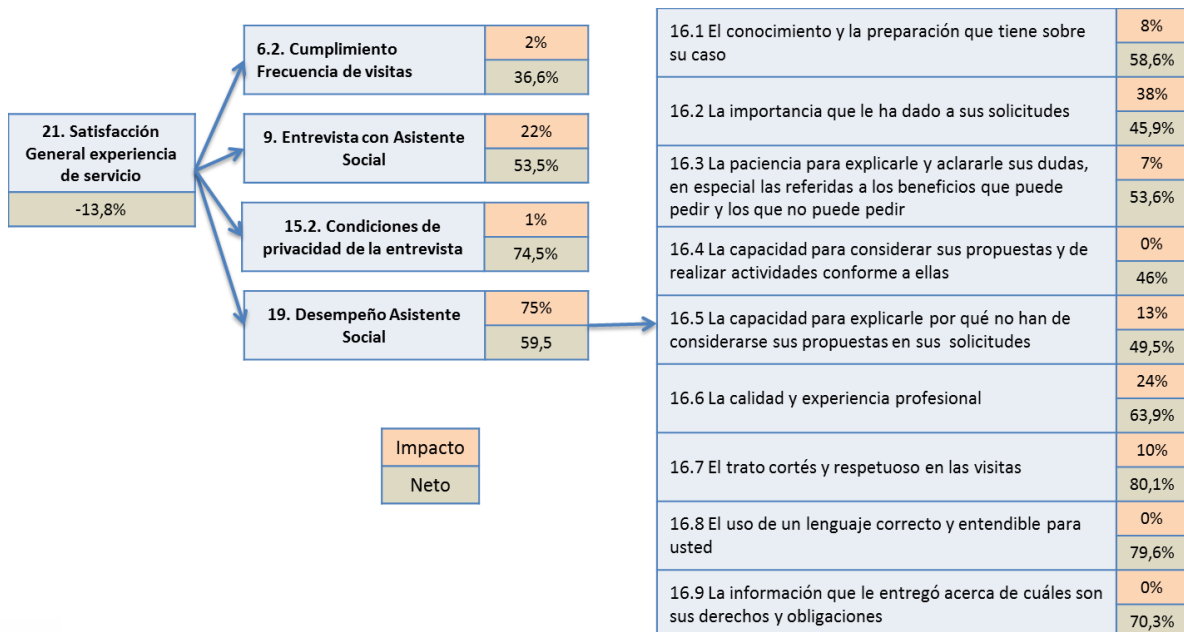 21. Satisfacción
General experiencia
de servicio
-13,8%
6.2. Cumplimiento
Frecuencia de visitas
2%
36,6%
9. Entrevista con Asistente
Social
22%
53,5%
15.2. Condiciones de
privacidad de la entrevista
1%
74,5%
19. Desempeño Asistente
Social
75%
59,5
Impacto
Neto
16.1 El conocimiento y la preparación que tiene sobre
su caso
8%
58,6%
16.2 La importancia que le ha dado a sus solicitudes
38%
45,9%
16.3 La paciencia para explicarle y aclararle sus dudas,
en especial las referidas a los beneficios que puede
pedir y los que no puede pedir
7%
53,6%
16.4 La capacidad para considerar sus propuestas y de
realizar actividades conforme a ellas
0%
46%
16.5 La capacidad para explicarle por qué no han de
considerarse sus propuestas en sus solicitudes
13%
49,5%
16.6 La calidad y experiencia profesional
24%
63,9%
16.7 El trato cortés y respetuoso en las visitas
10%
80,1%
16.8 El uso de un lenguaje correcto y entendible para
usted
0%
79,6%
16.9 La información que le entregó acerca de cuáles son
sus derechos y obligaciones
0%
70,3%